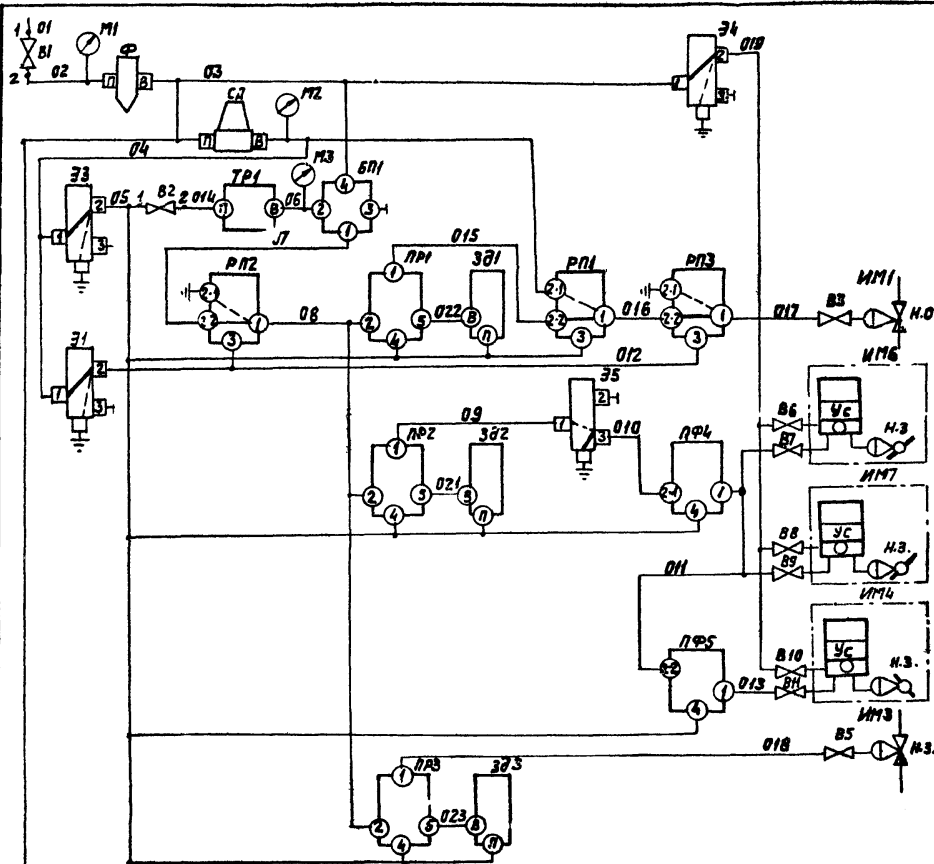 1 01 М1 Ф Э4 019
В1
2 02 П В 03 1 2 3
СД М2
П В
04 М3
Э3 ТР1 БП1
05 1 В2 2 014 П В 06 2 4 3 1
2 1 3
Л
015
РП2 ПР1 Зд1 РП1 РП3 ИМ1
2-1 1 2-1 2-1
2-2 1 08 2 5 022 В 2-2 1 016 2-2 1 017 В3 Н.О
3 4 П 3 3
012
Э1 ИМ6
2 1 3 Э5
2 1 3
09 010 В6 Ус
ПР2 Зд2 ПФ4 В7 Н.З
1
2 3 021 В 2-1 1 ИМ7
4 П 4
В8 Ус
011 В9 Н.З.
ИМ4
ПФ5 В10 Ус
2-2 1 013 В11 Н.З.
4
ИМ3
018 В5 Н.З.
ПР3 Зд3
1
2 5 023 В
4 П